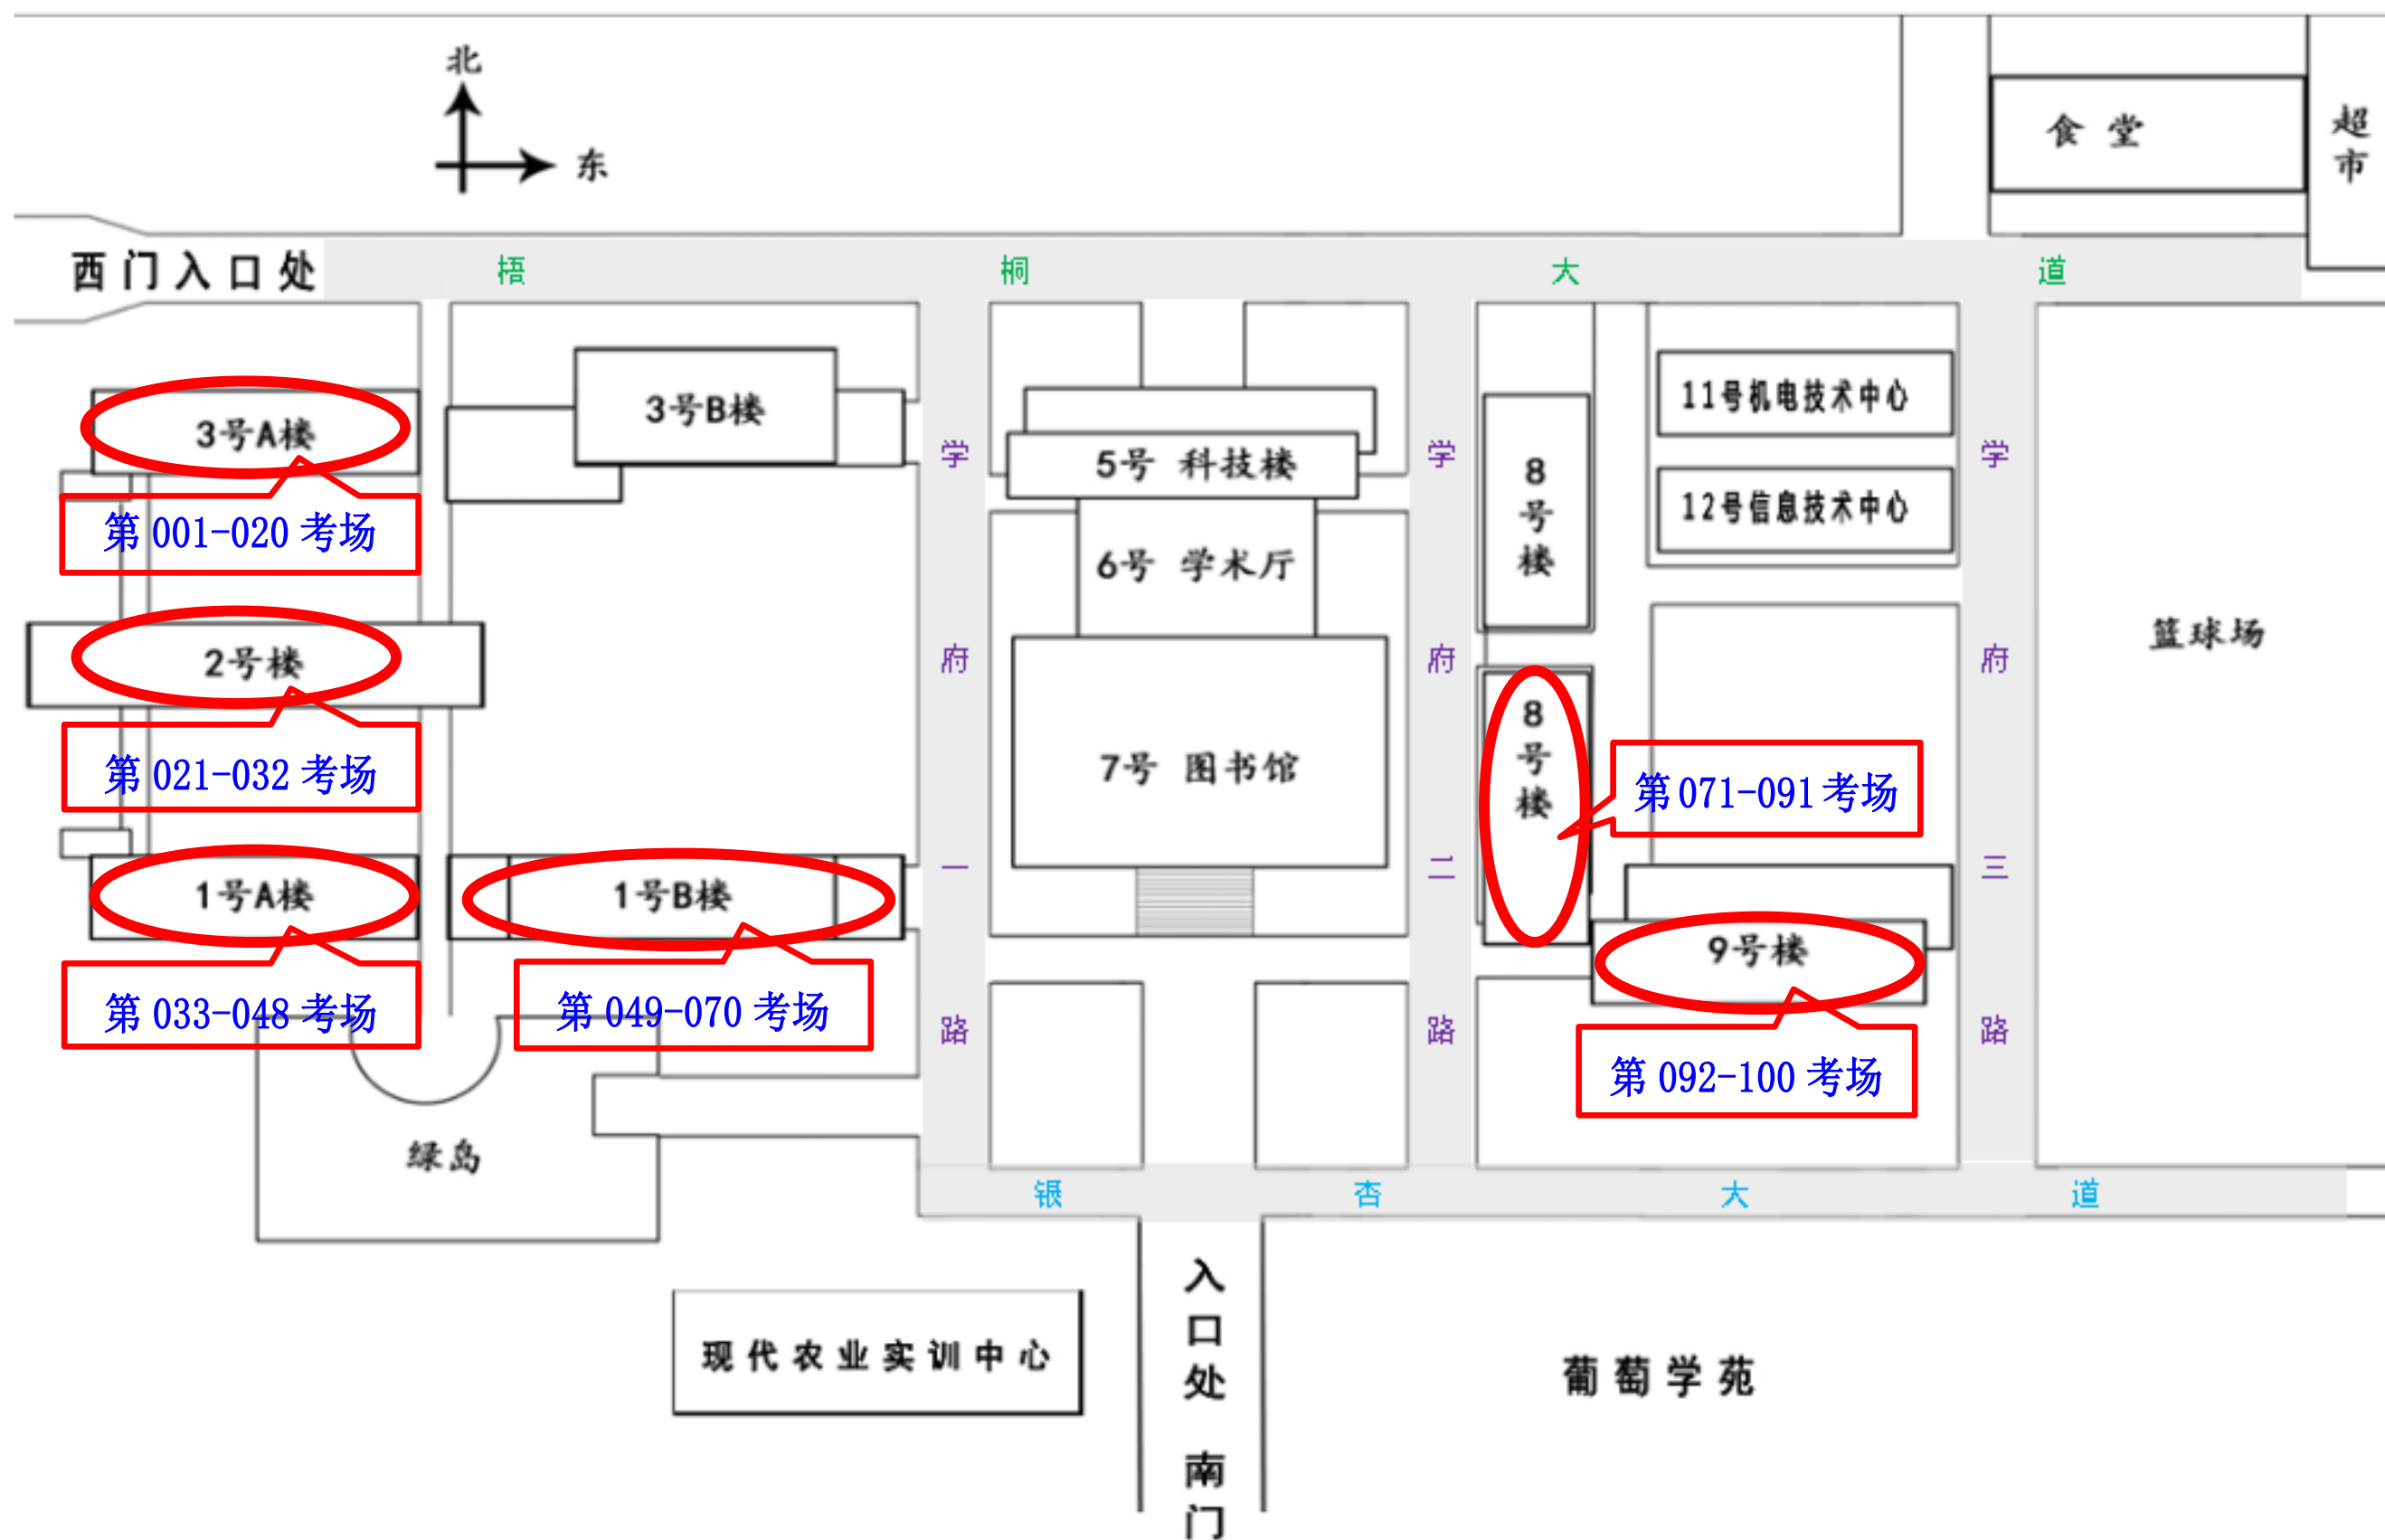 北
东
食 堂
超
市
西门入口处
梧 桐 大 道
3号A楼
3号B楼
第 001-020 考场
5号 科技楼
6号 学术厅
7号 图书馆
学
府
一
路
学
府
二
路
学
府
三
路
8
号
楼
11号机电技术中心
12号信息技术中心
篮球场
2号楼
第 021-032 考场
8
号
楼
第 071-091 考场
1号A楼
1号B楼
第 033-048 考场
第 049-070 考场
9号楼
第 092-100 考场
绿岛
银 杏 大 道
现代农业实训中心
入
口
处
南
门
葡萄学苑